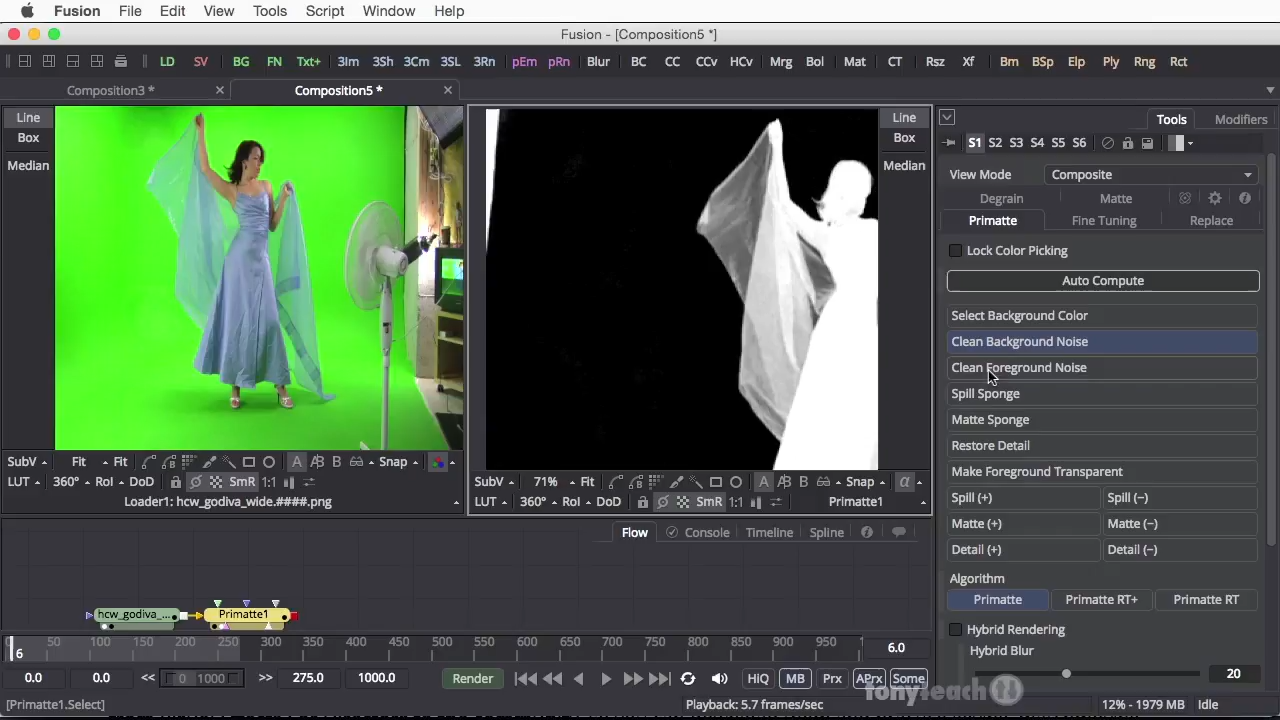 Fusion File Edit View Tools Script Window Help
Fusion - [Composition5 *]
LD SV BG FN Txt+ 3Im 3Sh 3Cm 3SL 3Rn pEm pRn Blur BC CC CCv HCv Mrg Bol Mat CT Rsz Xf Bm BSp Elp Ply Rng Rct
Composition3 * Composition5 *
Tools Modifiers
Line
Box
Median
Line
Box
Median
S1 S2 S3 S4 S5 S6
View Mode Composite
Degrain Matte
Primatte Fine Tuning Replace
Lock Color Picking
Auto Compute
Select Background Color
Clean Background Noise
Clean Foreground Noise
Spill Sponge
Matte Sponge
Restore Detail
Make Foreground Transparent
Spill (+) Spill (−)
Matte (+) Matte (−)
Detail (+) Detail (−)
Algorithm
Primatte Primatte RT+ Primatte RT
Hybrid Rendering
Hybrid Blur
20
SubV Fit Fit A B Snap
LUT 360° RoI DoD SmR 1:1
Loader1: hcw_godiva_wide.####.png
SubV 71% Fit A B Snap α
LUT 360° RoI DoD SmR 1:1
Primatte1
Flow Console Timeline Spline
hcw_godiva_... Primatte1
50 100 150 200 250 300 350 400 450 500 550 600 650 700 750 800 850 900 950
6 6.0
0.0 0.0 << 0 1000 >> 275.0 1000.0 Render HiQ MB Prx APrx Some
tonyteach
[Primatte1.Select] Playback: 5.7 frames/sec 12% - 1979 MB Idle